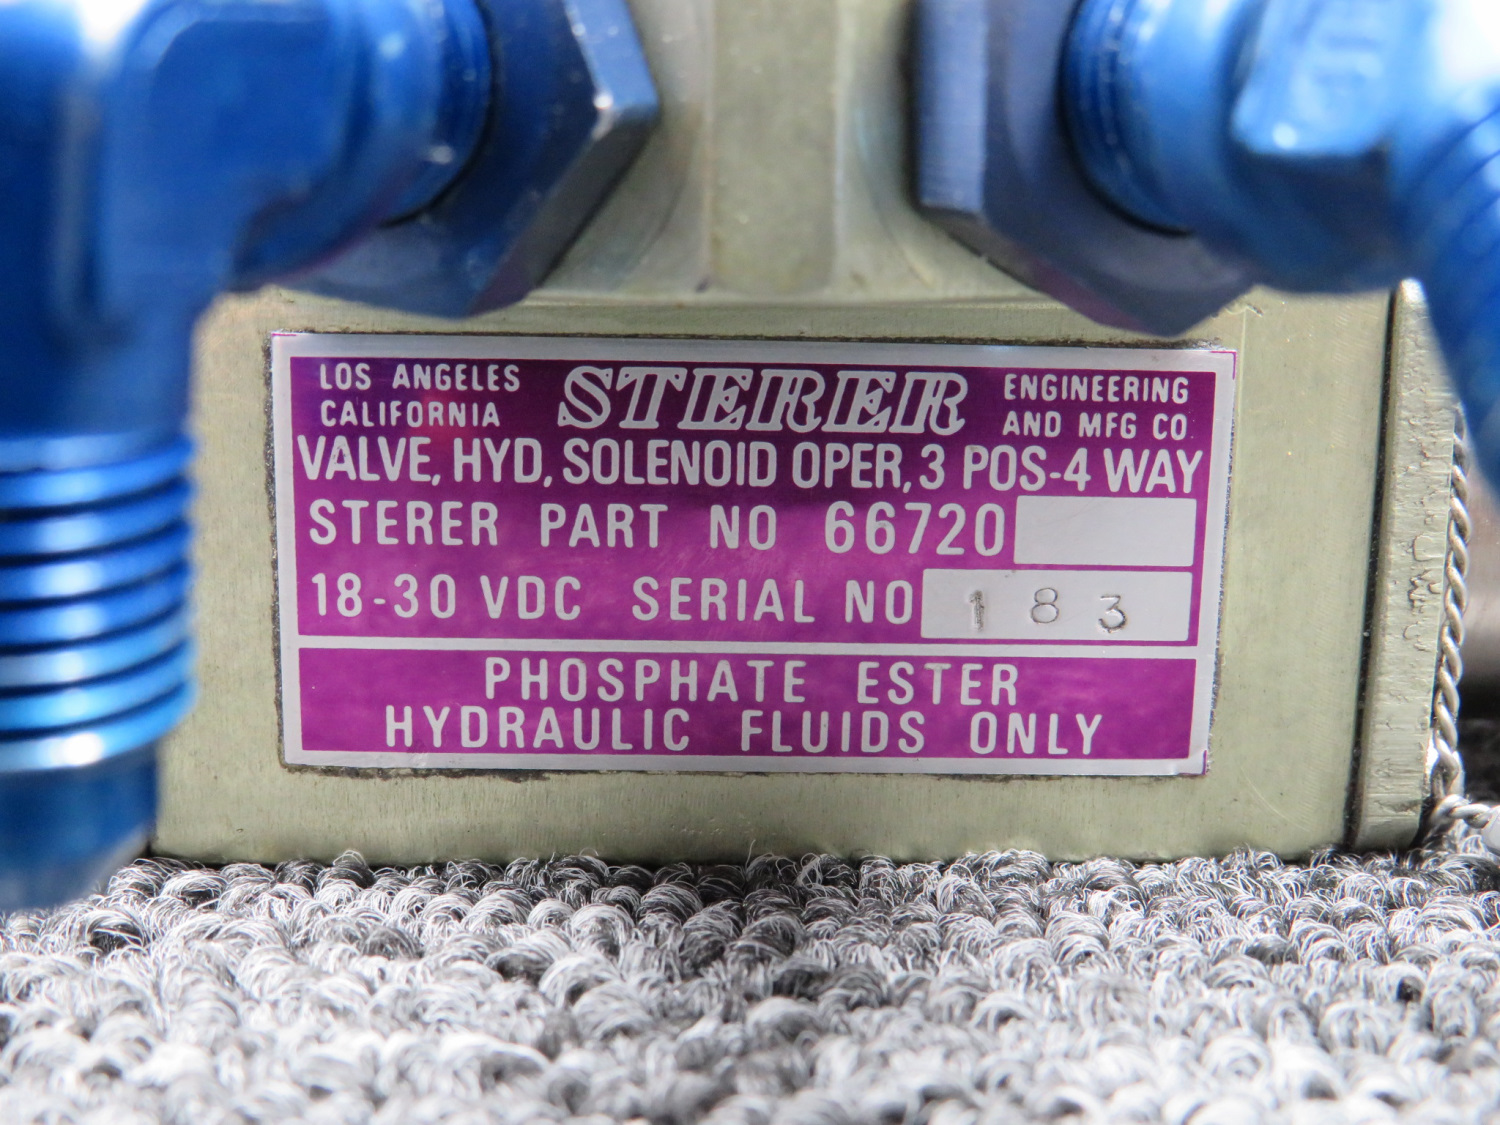 LOS ANGELES
CALIFORNIA
STERER
ENGINEERING
AND MFG CO.
VALVE, HYD, SOLENOID OPER, 3 POS-4 WAY
STERER PART NO 66720
18-30 VDC SERIAL NO 183
PHOSPHATE ESTER
HYDRAULIC FLUIDS ONLY